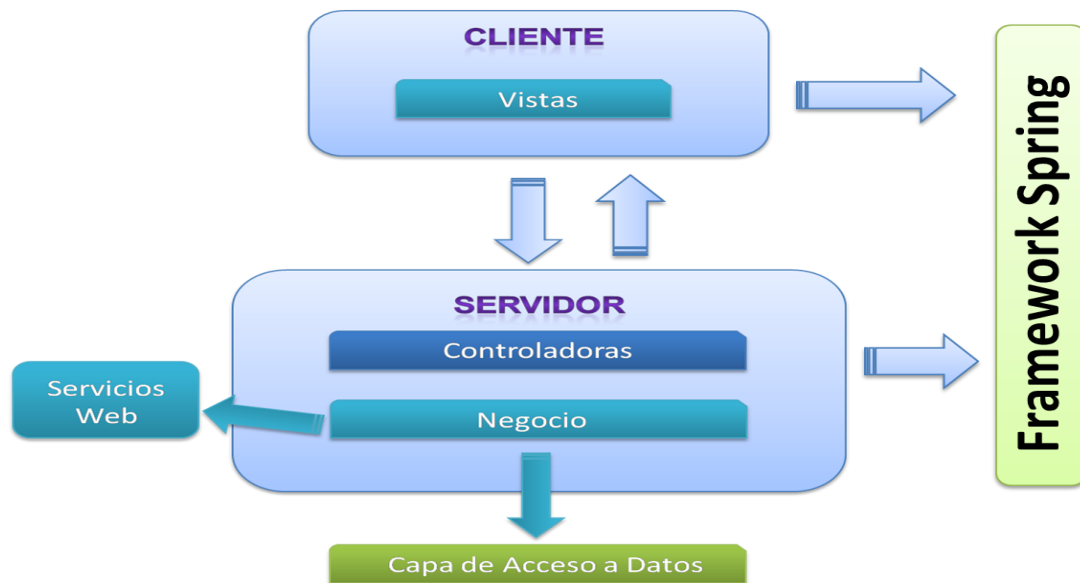 CLIENTE
Vistas
SERVIDOR
Controladoras
Servicios
Web
Negocio
Capa de Acceso a Datos
Framework Spring